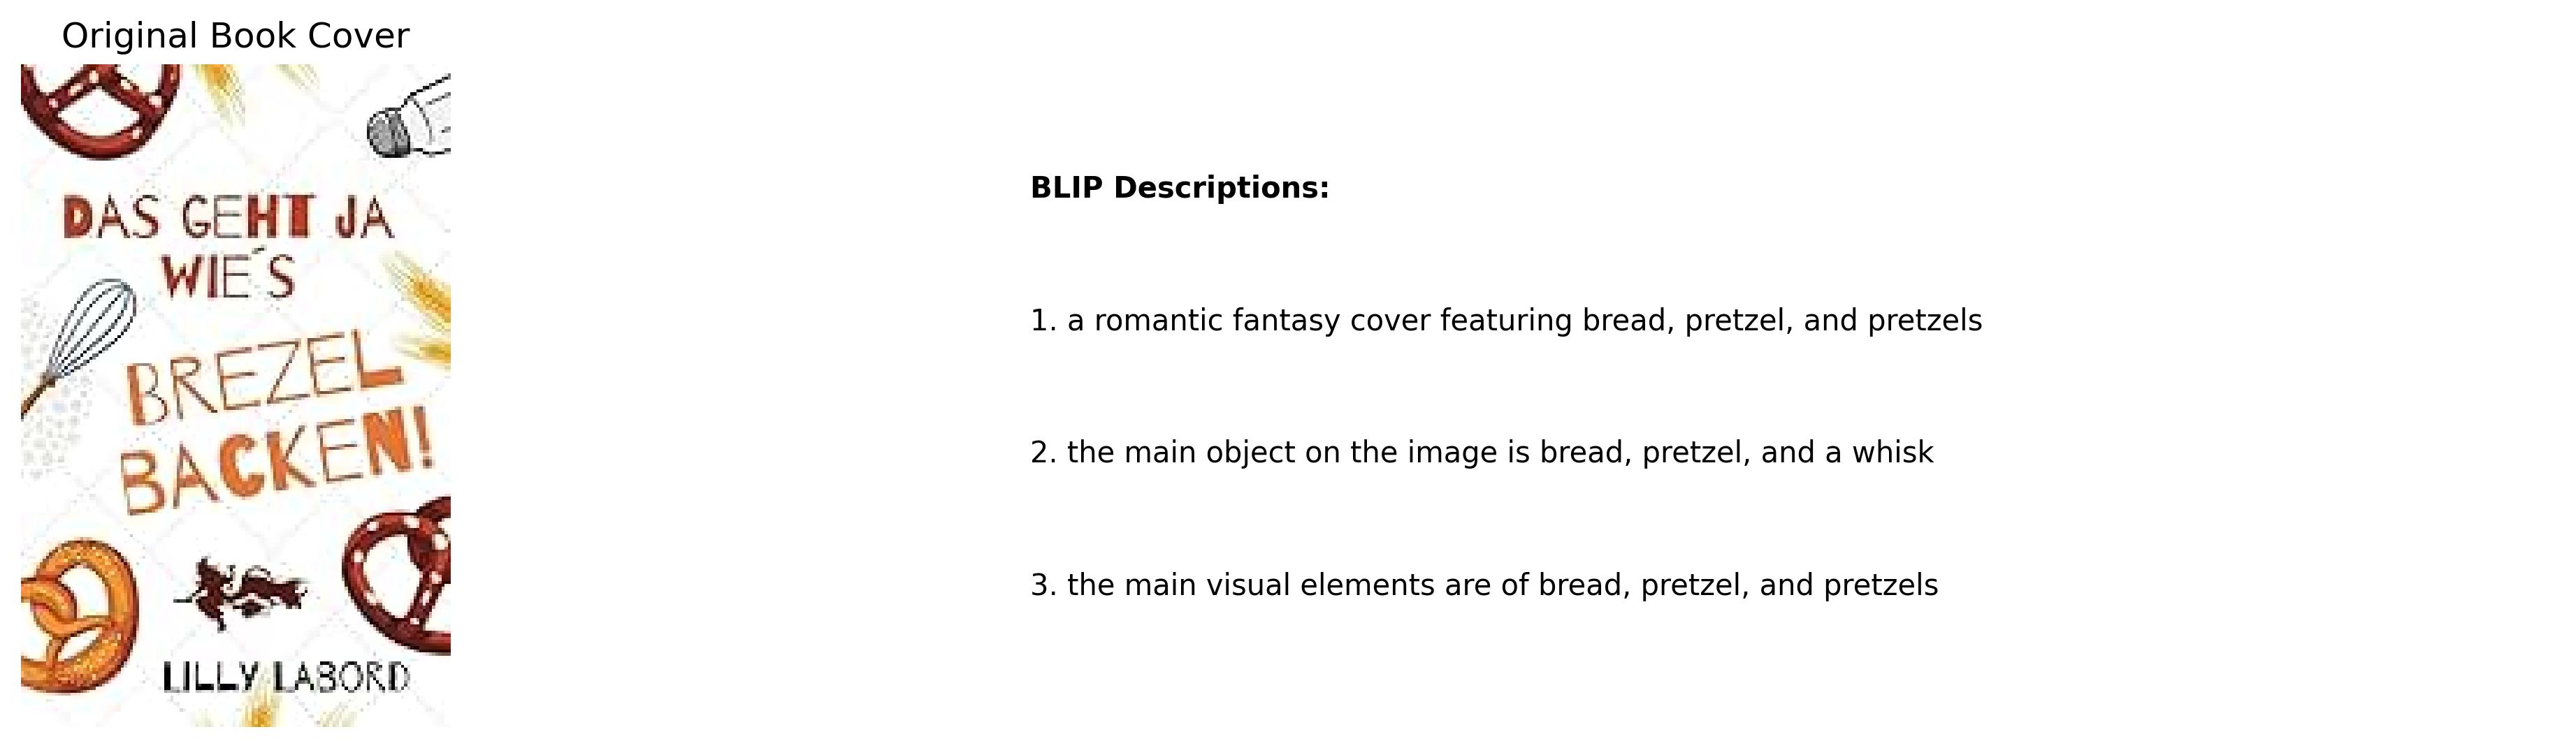 Original Book Cover
DAS GEHT JA
WIE´S
BREZEL
BACKEN!
LILLY LABORD
BLIP Descriptions:
1. a romantic fantasy cover featuring bread, pretzel, and pretzels
2. the main object on the image is bread, pretzel, and a whisk
3. the main visual elements are of bread, pretzel, and pretzels